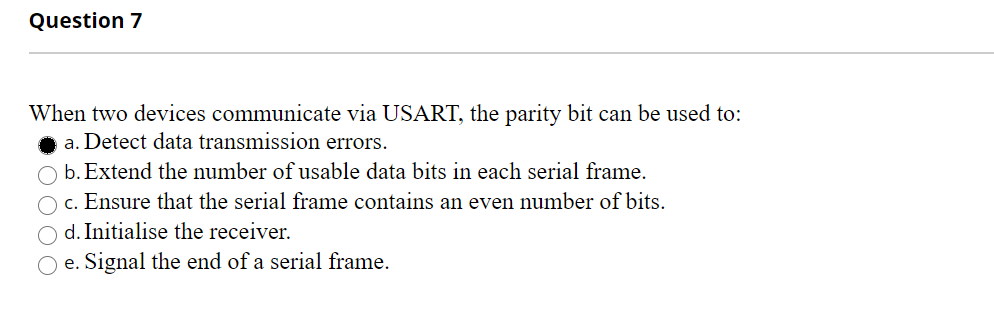 Question 7
When two devices communicate via USART, the parity bit can be used to:
a. Detect data transmission errors.
b. Extend the number of usable data bits in each serial frame.
c. Ensure that the serial frame contains an even number of bits.
d. Initialise the receiver.
e. Signal the end of a serial frame.